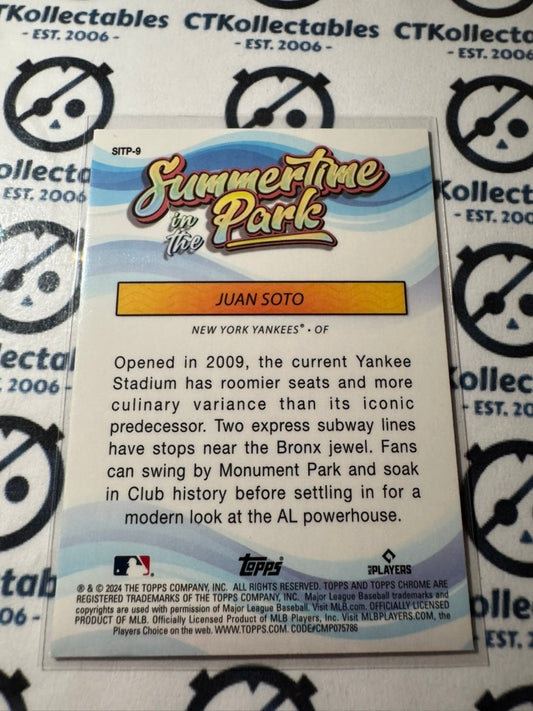 CTKollectables CTKollectables CTKollectables
- EST. 2006 - - EST. 2006 - - EST. 2006 -
SITP-9
Summertime
in the Park
JUAN SOTO
NEW YORK YANKEES® • OF
Opened in 2009, the current Yankee
Stadium has roomier seats and more
culinary variance than its iconic
predecessor. Two express subway lines
have stops near the Bronx jewel. Fans
can swing by Monument Park and soak
in Club history before settling in for a
modern look at the AL powerhouse.
topps
MLB PLAYERS
® & © 2024 THE TOPPS COMPANY, INC. ALL RIGHTS RESERVED. TOPPS AND TOPPS CHROME ARE
REGISTERED TRADEMARKS OF THE TOPPS COMPANY, INC. Major League Baseball trademarks and
copyrights are used with permission of Major League Baseball. Visit MLB.com. OFFICIALLY LICENSED
PRODUCT OF MLB. Officially Licensed Product of MLB Players, Inc. Visit MLBPLAYERS.COM, the
Players Choice on the web. WWW.TOPPS.COM. CODE#CMP075786